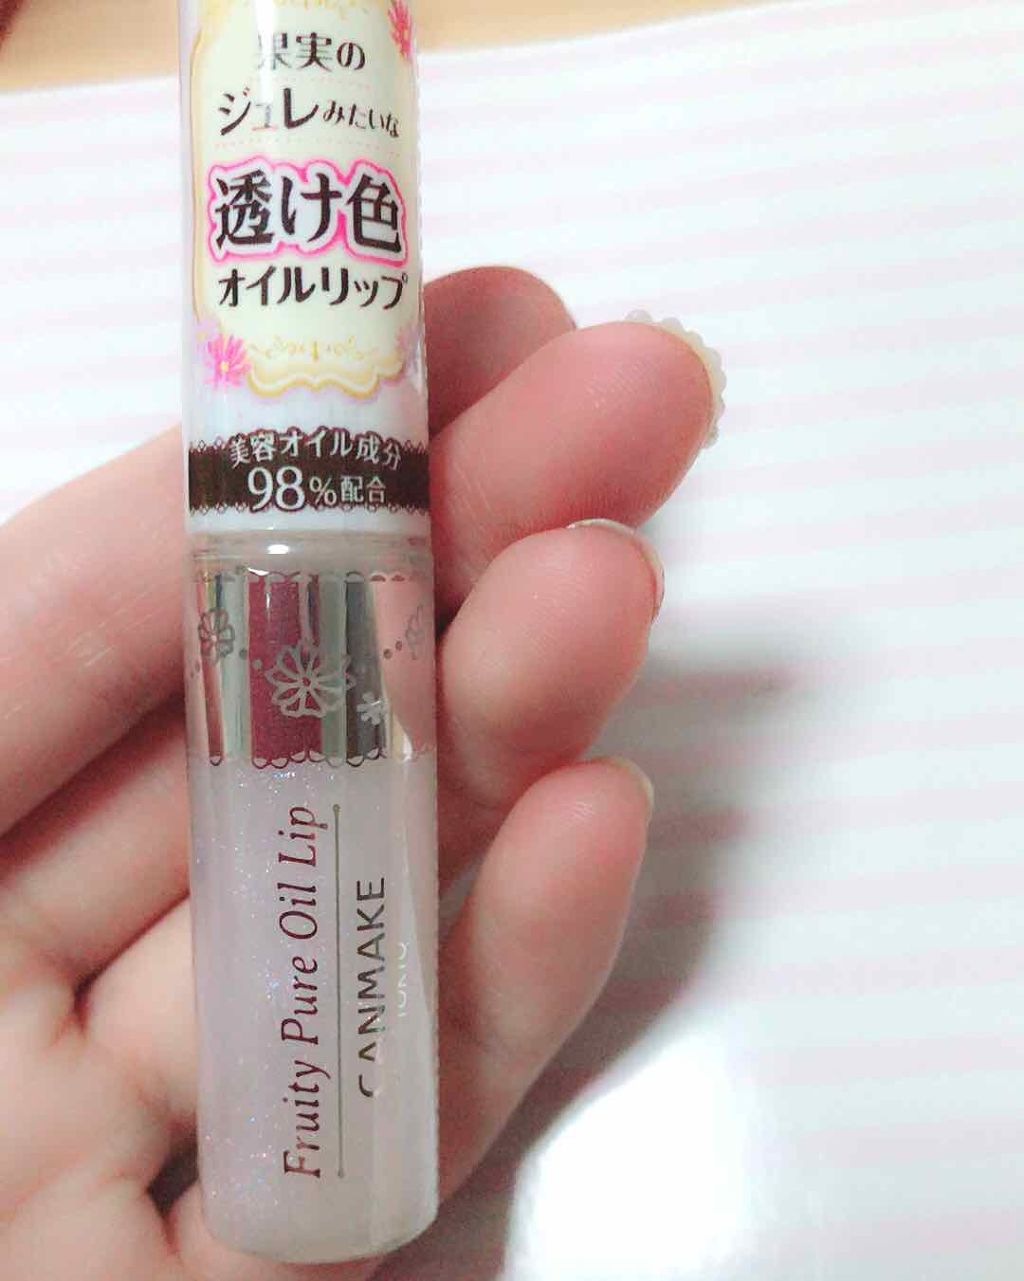 果実の
ジュレみたいな
透け色
オイルリップ
美容オイル成分
98%配合
Fruity Pure Oil Lip
CANMAKE
TOKYO